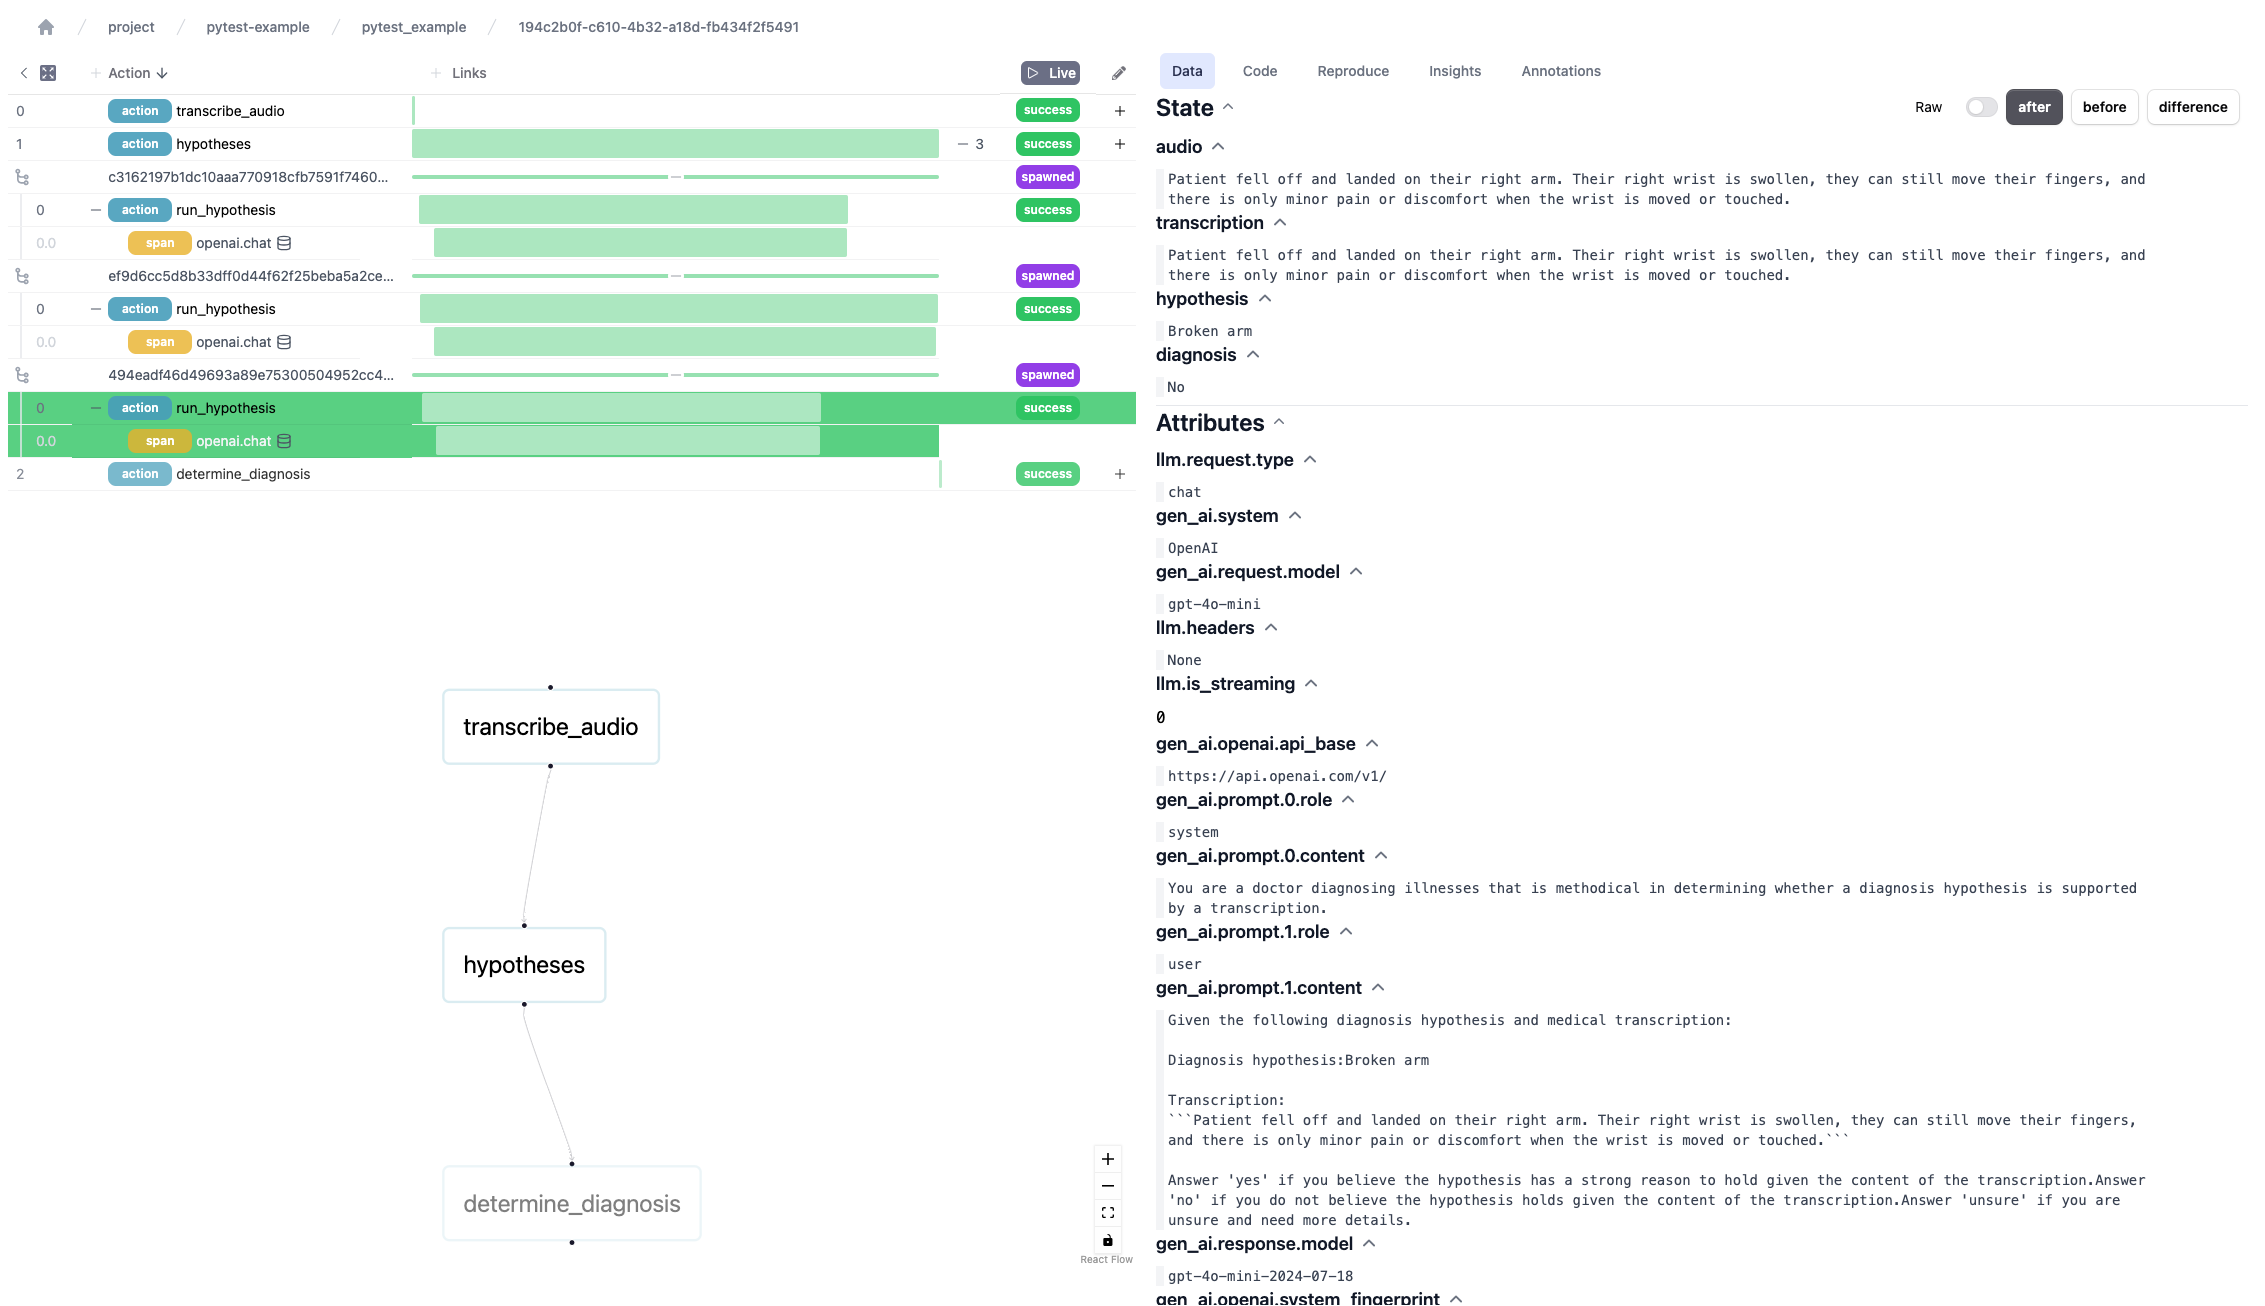 project / pytest-example / pytest_example / 194c2b0f-c610-4b32-a18d-fb434f2f5491
Action Links Live
0 action transcribe_audio success +
1 action hypotheses 3 success +
c3162197b1dc10aaa770918cfb7591f7460... spawned
0 action run_hypothesis success
0.0 span openai.chat
ef9d6cc5d8b33dff0d44f62f25beba5a2ce... spawned
0 action run_hypothesis success
0.0 span openai.chat
494eadf46d49693a89e75300504952cc4... spawned
0 action run_hypothesis success
0.0 span openai.chat
2 action determine_diagnosis success +
transcribe_audio
hypotheses
determine_diagnosis
React Flow
Data Code Reproduce Insights Annotations
State Raw after before difference
audio
Patient fell off and landed on their right arm. Their right wrist is swollen, they can still move their fingers, and
there is only minor pain or discomfort when the wrist is moved or touched.
transcription
Patient fell off and landed on their right arm. Their right wrist is swollen, they can still move their fingers, and
there is only minor pain or discomfort when the wrist is moved or touched.
hypothesis
Broken arm
diagnosis
No
Attributes
llm.request.type
chat
gen_ai.system
OpenAI
gen_ai.request.model
gpt-4o-mini
llm.headers
None
llm.is_streaming
0
gen_ai.openai.api_base
https://api.openai.com/v1/
gen_ai.prompt.0.role
system
gen_ai.prompt.0.content
You are a doctor diagnosing illnesses that is methodical in determining whether a diagnosis hypothesis is supported
by a transcription.
gen_ai.prompt.1.role
user
gen_ai.prompt.1.content
Given the following diagnosis hypothesis and medical transcription:
Diagnosis hypothesis:Broken arm
Transcription:
```Patient fell off and landed on their right arm. Their right wrist is swollen, they can still move their fingers,
and there is only minor pain or discomfort when the wrist is moved or touched.```
Answer 'yes' if you believe the hypothesis has a strong reason to hold given the content of the transcription.Answer
'no' if you do not believe the hypothesis holds given the content of the transcription.Answer 'unsure' if you are
unsure and need more details.
gen_ai.response.model
gpt-4o-mini-2024-07-18
gen_ai.openai.system_fingerprint